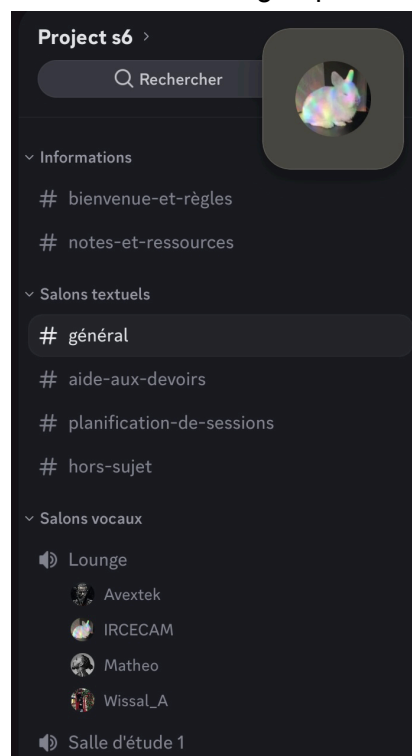 Project s6
Rechercher
Informations
# bienvenue-et-règles
# notes-et-ressources
Salons textuels
# général
# aide-aux-devoirs
# planification-de-sessions
# hors-sujet
Salons vocaux
Lounge
Avextek
IRCECAM
Matheo
Wissal_A
Salle d'étude 1